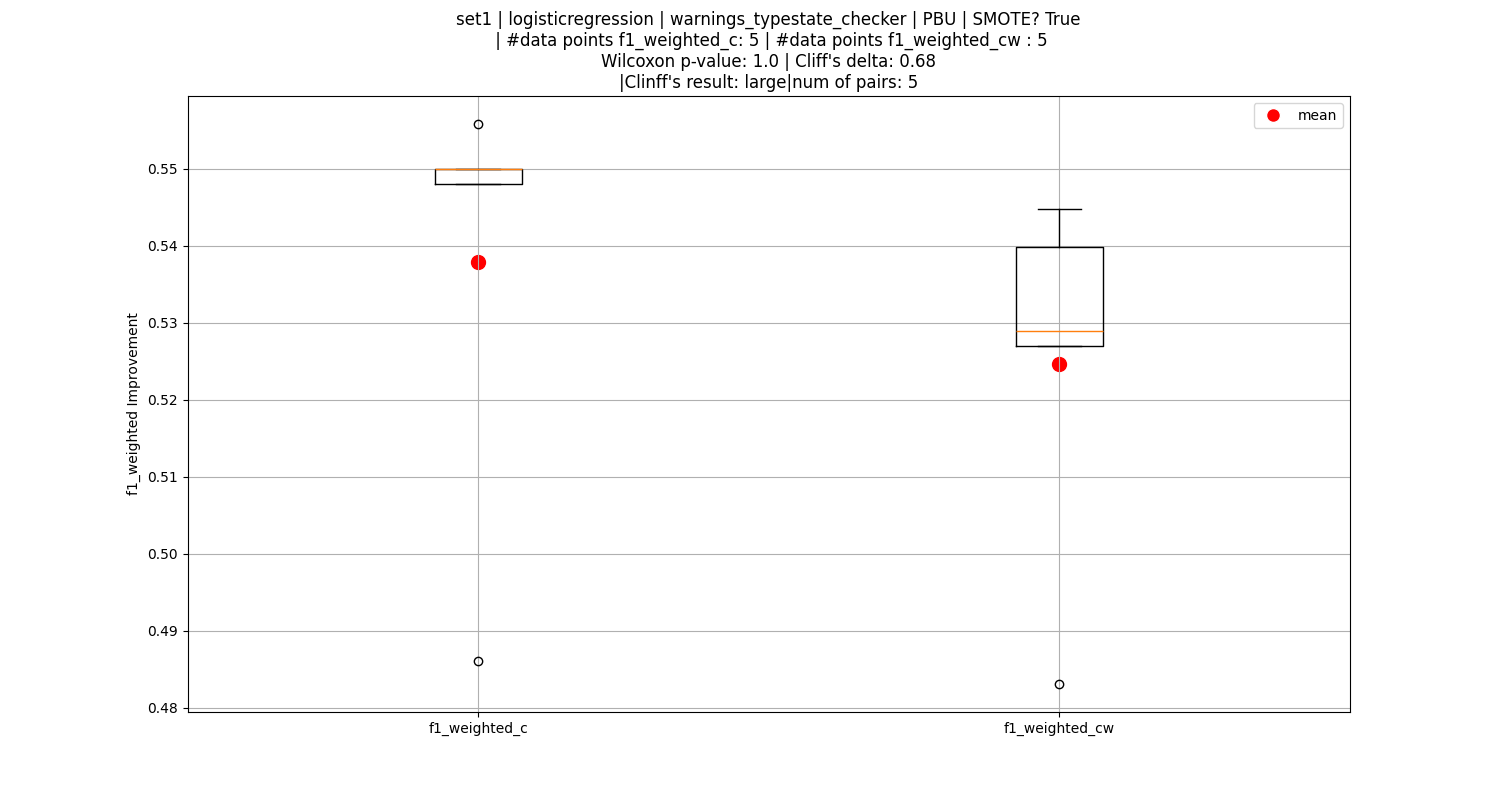 set1 | logisticregression | warnings_typestate_checker | PBU | SMOTE? True
| #data points f1_weighted_c: 5 | #data points f1_weighted_cw : 5
Wilcoxon p-value: 1.0 | Cliff's delta: 0.68
|Clinff's result: large|num of pairs: 5
mean
0.55
0.54
0.53
0.52
0.51
0.50
0.49
0.48
f1_weighted Improvement
f1_weighted_c
f1_weighted_cw